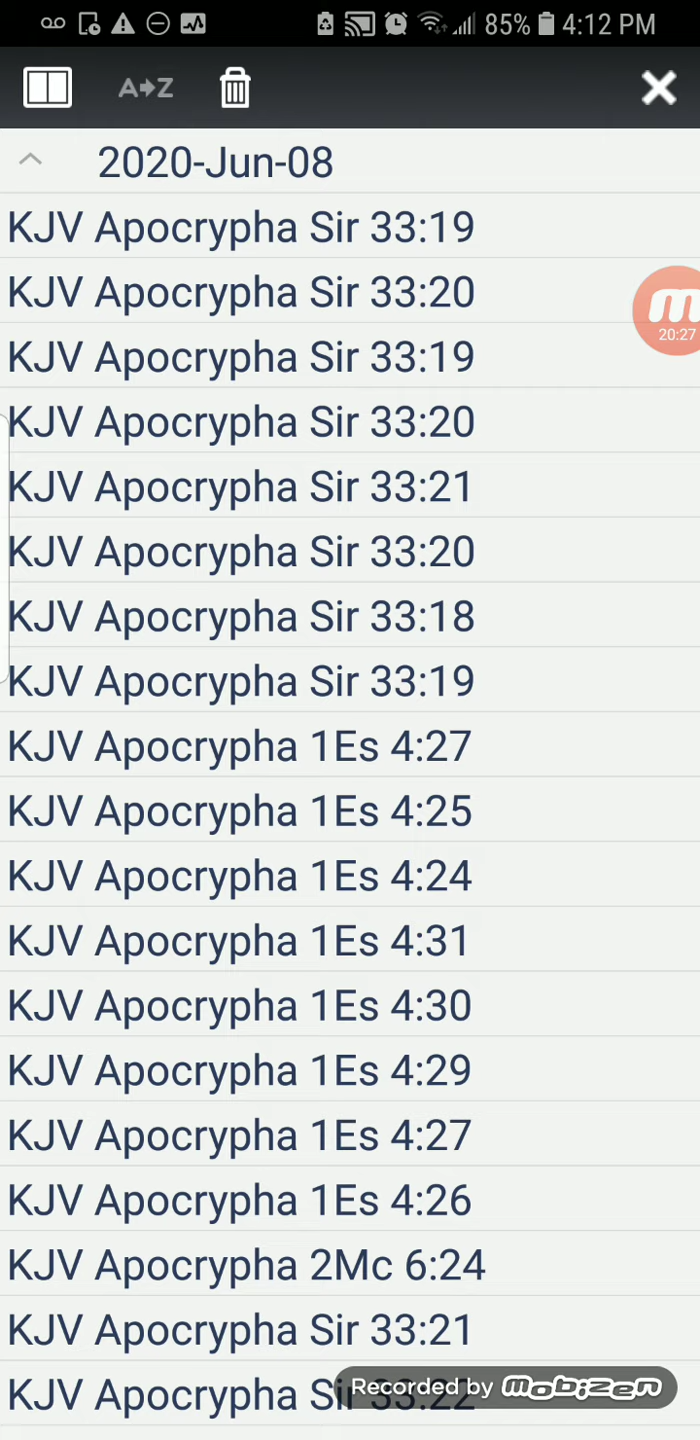 85% 4:12 PM
A➔Z
2020-Jun-08
KJV Apocrypha Sir 33:19
KJV Apocrypha Sir 33:20
20:27
KJV Apocrypha Sir 33:19
KJV Apocrypha Sir 33:20
KJV Apocrypha Sir 33:21
KJV Apocrypha Sir 33:20
KJV Apocrypha Sir 33:18
KJV Apocrypha Sir 33:19
KJV Apocrypha 1Es 4:27
KJV Apocrypha 1Es 4:25
KJV Apocrypha 1Es 4:24
KJV Apocrypha 1Es 4:31
KJV Apocrypha 1Es 4:30
KJV Apocrypha 1Es 4:29
KJV Apocrypha 1Es 4:27
KJV Apocrypha 1Es 4:26
KJV Apocrypha 2Mc 6:24
KJV Apocrypha Sir 33:21
KJV Apocrypha Sir 33:22
Recorded by mobizen